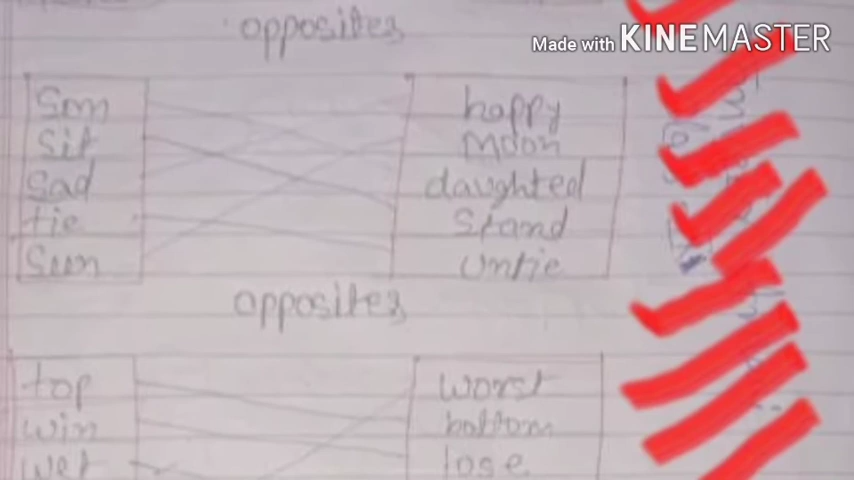 opposites
Made with KINEMASTER
Son happy
Sit Moon
Sad daughted
tie Stand
Sun Untie
opposites
top worst
win bottom
wet lose